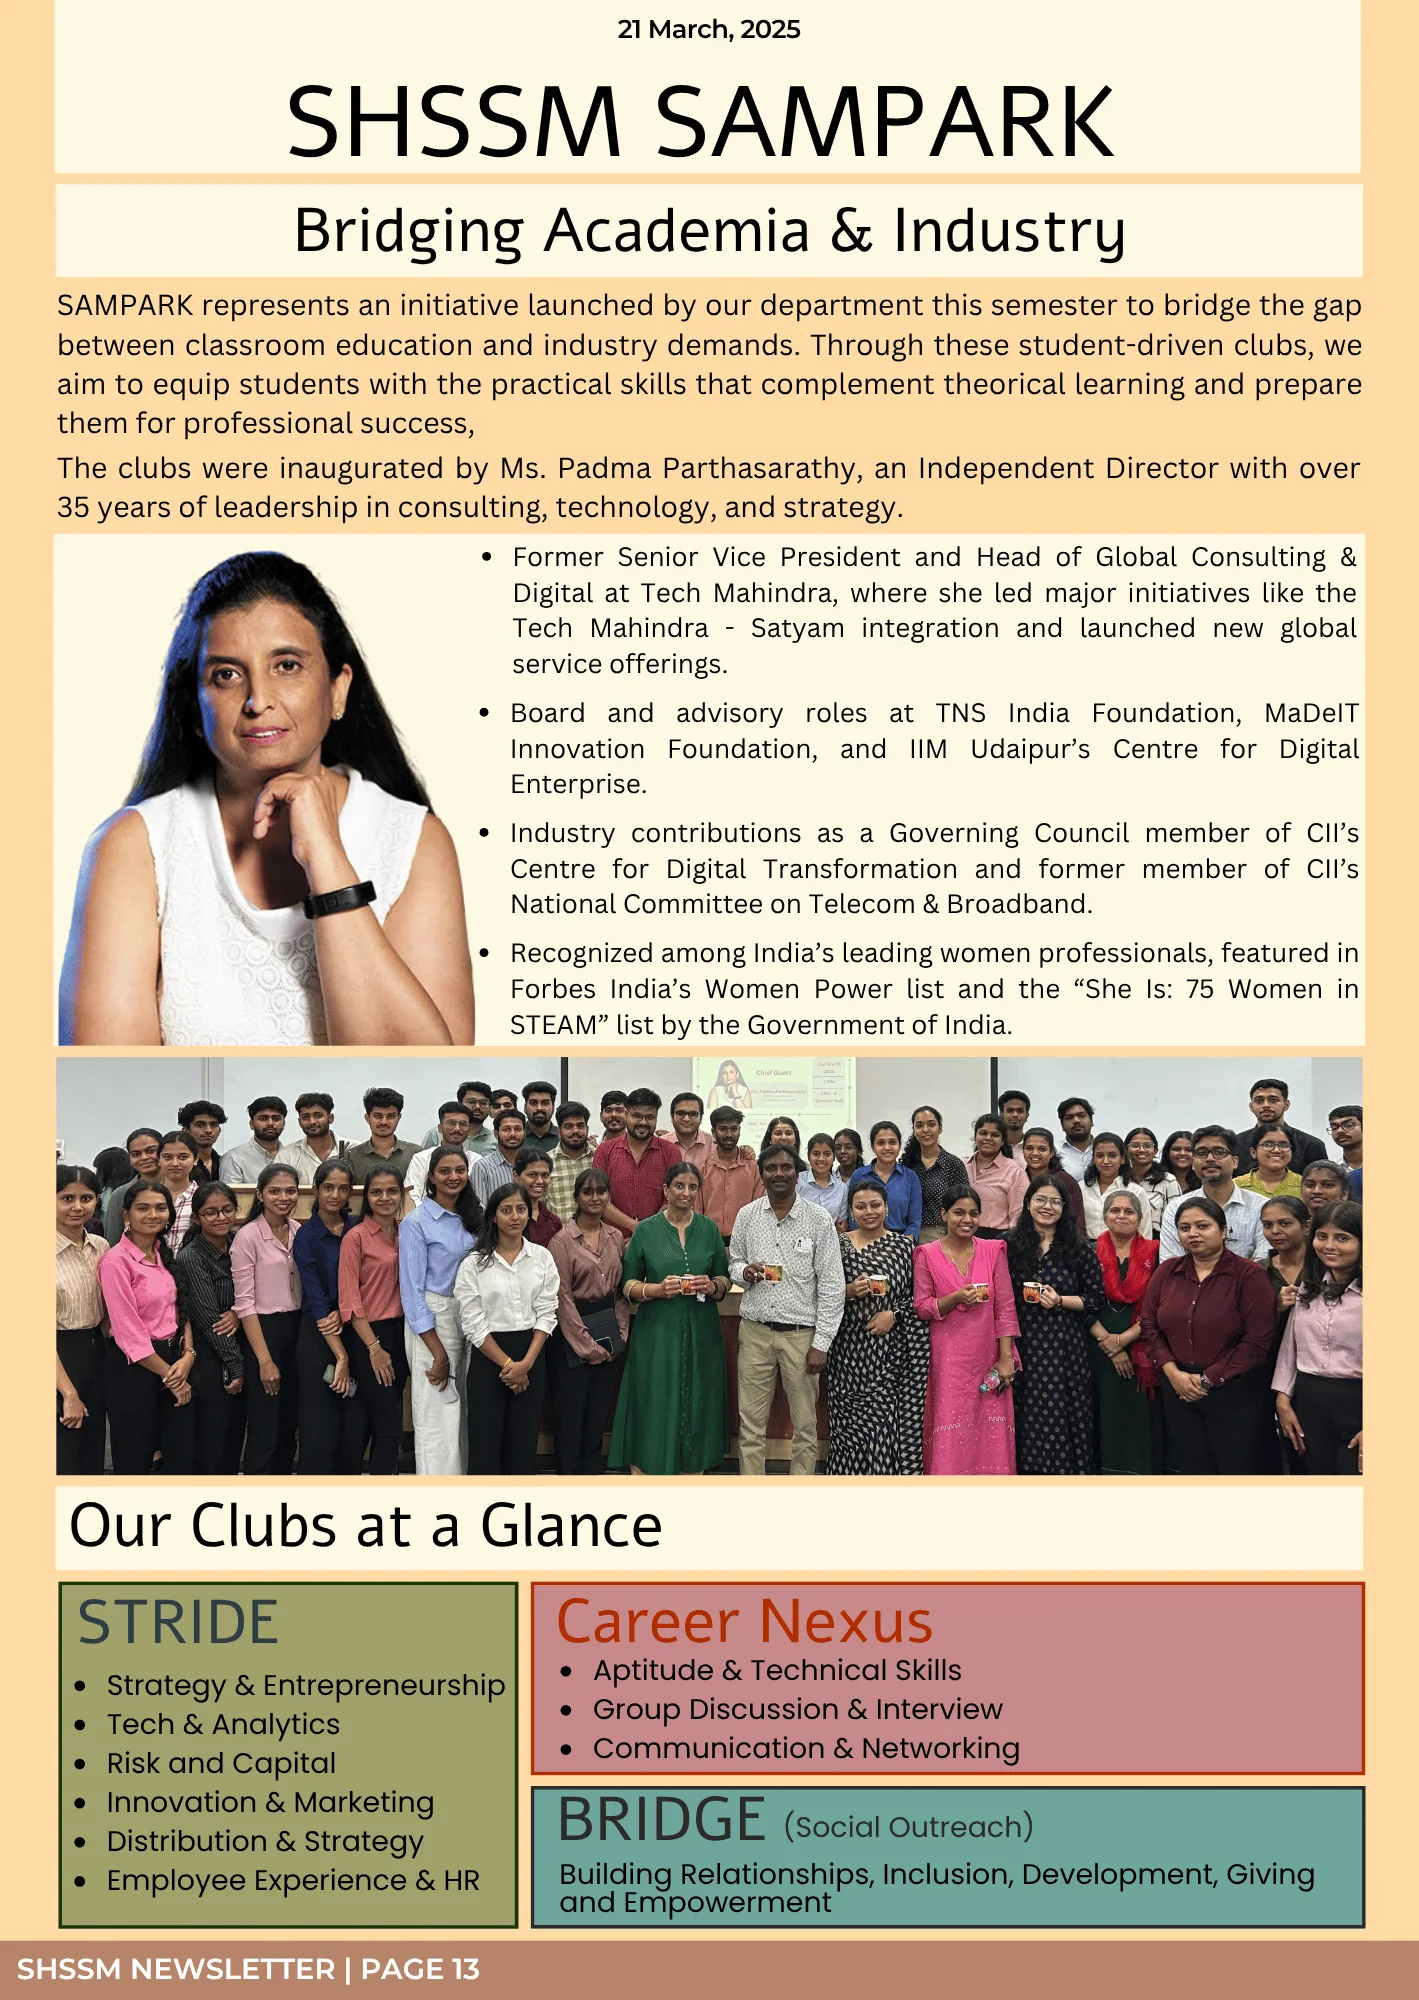 21 March, 2025
SHSSM SAMPARK
Bridging Academia & Industry
SAMPARK represents an initiative launched by our department this semester to bridge the gap
between classroom education and industry demands. Through these student-driven clubs, we
aim to equip students with the practical skills that complement theorical learning and prepare
them for professional success,
The clubs were inaugurated by Ms. Padma Parthasarathy, an Independent Director with over
35 years of leadership in consulting, technology, and strategy.
• Former Senior Vice President and Head of Global Consulting &
Digital at Tech Mahindra, where she led major initiatives like the
Tech Mahindra - Satyam integration and launched new global
service offerings.
• Board and advisory roles at TNS India Foundation, MaDeIT
Innovation Foundation, and IIM Udaipur’s Centre for Digital
Enterprise.
• Industry contributions as a Governing Council member of CII’s
Centre for Digital Transformation and former member of CII’s
National Committee on Telecom & Broadband.
• Recognized among India’s leading women professionals, featured in
Forbes India’s Women Power list and the “She Is: 75 Women in
STEAM” list by the Government of India.
Chief Guest
Our Clubs at a Glance
STRIDE
• Strategy & Entrepreneurship
• Tech & Analytics
• Risk and Capital
• Innovation & Marketing
• Distribution & Strategy
• Employee Experience & HR
Career Nexus
• Aptitude & Technical Skills
• Group Discussion & Interview
• Communication & Networking
BRIDGE (Social Outreach)
Building Relationships, Inclusion, Development, Giving
and Empowerment
SHSSM NEWSLETTER | PAGE 13